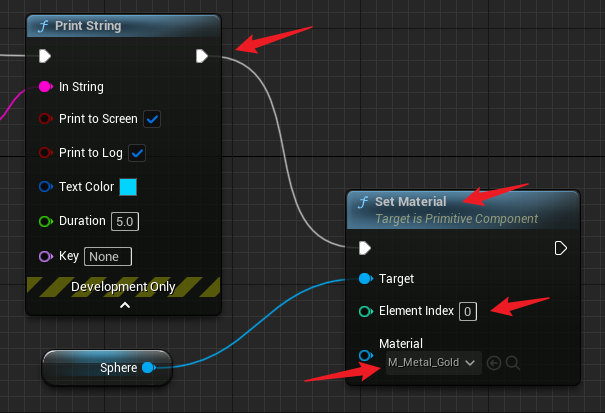 Print String
In String
Print to Screen
Print to Log
Text Color
Duration 5.0
Key None
Development Only
Sphere
Set Material
Target is Primitive Component
Target
Element Index 0
Material
M_Metal_Gold